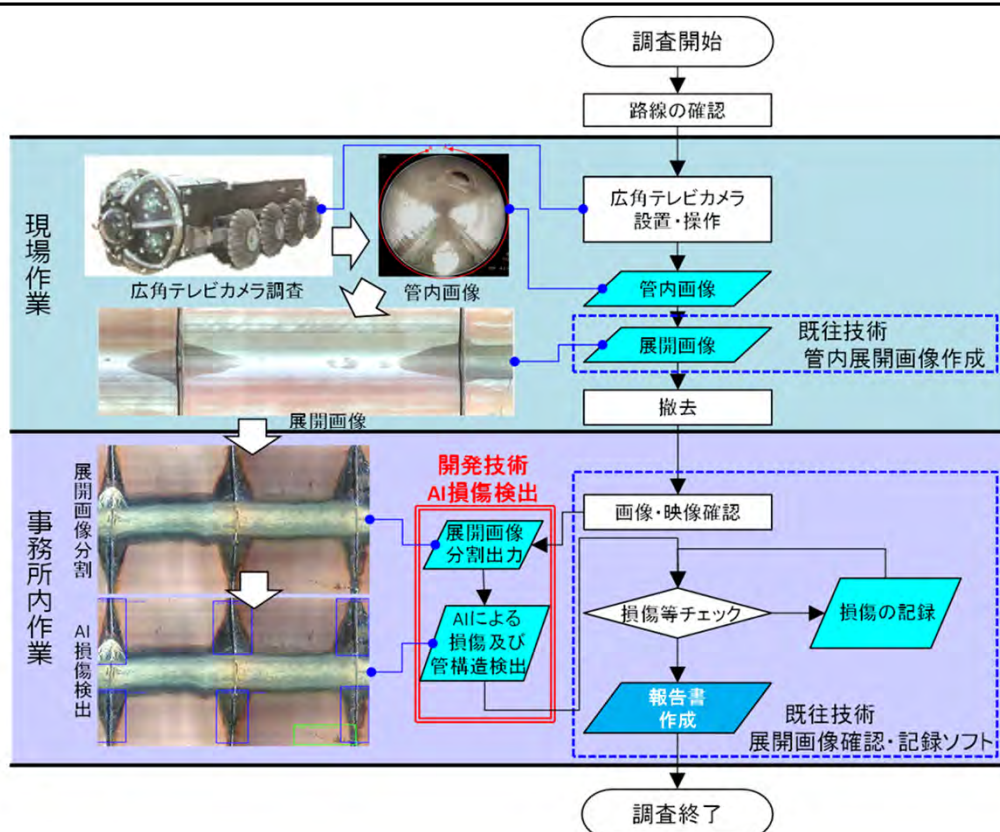 調査開始
路線の確認
現場作業
広角テレビカメラ調査
管内画像
広角テレビカメラ
設置・操作
管内画像
展開画像
既往技術
管内展開画像作成
展開画像
撤去
事務所内作業
展開画像分割
AI損傷検出
開発技術
AI損傷検出
展開画像
分割出力
AIによる
損傷及び
管構造検出
画像・映像確認
損傷等チェック
損傷の記録
報告書
作成
既往技術
展開画像確認・記録ソフト
調査終了